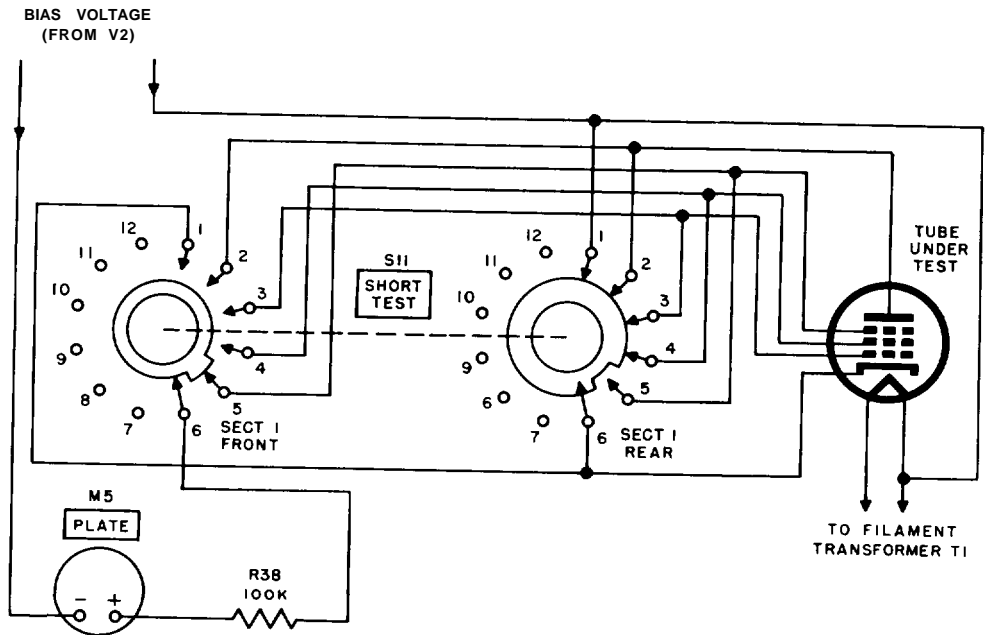 BIAS VOLTAGE
(FROM V2)
12
1
11
2
10
3
9
4
8
5
7
6
SECT I
FRONT
S11
SHORT
TEST
12
1
11
2
10
3
9
4
6
5
7
6
SECT I
REAR
TUBE
UNDER
TEST
TO FILAMENT
TRANSFORMER T1
M5
PLATE
- +
R38
100K